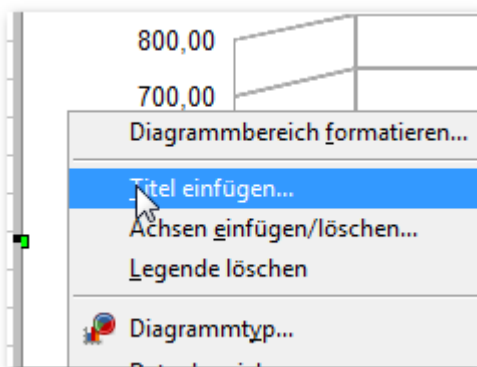 800,00
700,00
Diagrammbereich formatieren...
Titel einfügen...
Achsen einfügen/löschen...
Legende löschen
Diagrammtyp...